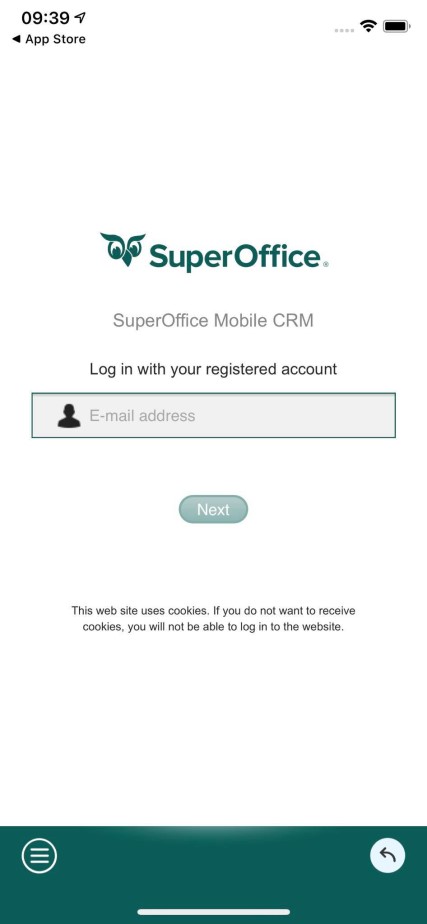 09:39
◀ App Store
SuperOffice®
SuperOffice Mobile CRM
Log in with your registered account
E-mail address
Next
This web site uses cookies. If you do not want to receive
cookies, you will not be able to log in to the website.